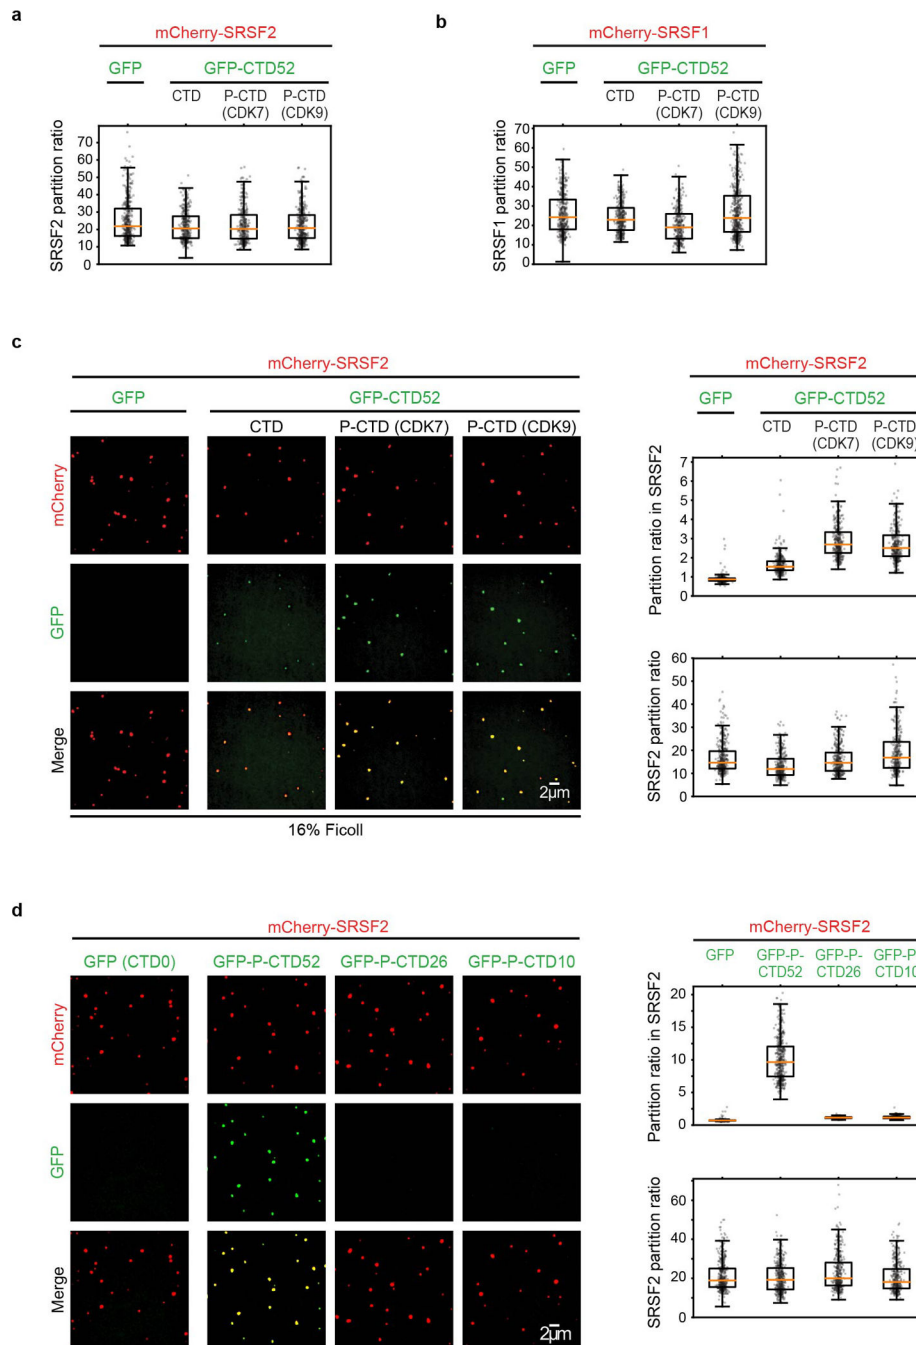 a
mCherry-SRSF2
GFP
GFP-CTD52
CTD
P-CTD
(CDK7)
P-CTD
(CDK9)
SRSF2 partition ratio
70
60
50
40
30
20
10
0
b
mCherry-SRSF1
GFP
GFP-CTD52
CTD
P-CTD
(CDK7)
P-CTD
(CDK9)
SRSF1 partition ratio
70
60
50
40
30
20
10
0
c
mCherry-SRSF2
GFP
GFP-CTD52
CTD
P-CTD (CDK7)
P-CTD (CDK9)
mCherry
GFP
Merge
2μm
16% Ficoll
mCherry-SRSF2
GFP
GFP-CTD52
CTD
P-CTD
(CDK7)
P-CTD
(CDK9)
Partition ratio in SRSF2
7
6
5
4
3
2
1
0
SRSF2 partition ratio
60
50
40
30
20
10
0
d
mCherry-SRSF2
GFP (CTD0)
GFP-P-CTD52
GFP-P-CTD26
GFP-P-CTD10
mCherry
GFP
Merge
2μm
mCherry-SRSF2
GFP
GFP-P-
CTD52
GFP-P-
CTD26
GFP-P-
CTD10
Partition ratio in SRSF2
20
15
10
5
0
SRSF2 partition ratio
60
40
20
0